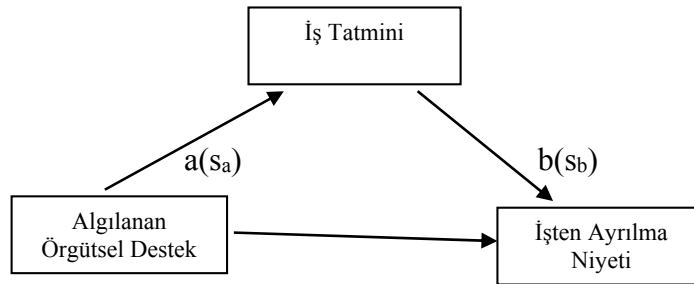 İş Tatmini
a(sa)
b(sb)
Algılanan
Örgütsel Destek
İşten Ayrılma
Niyeti